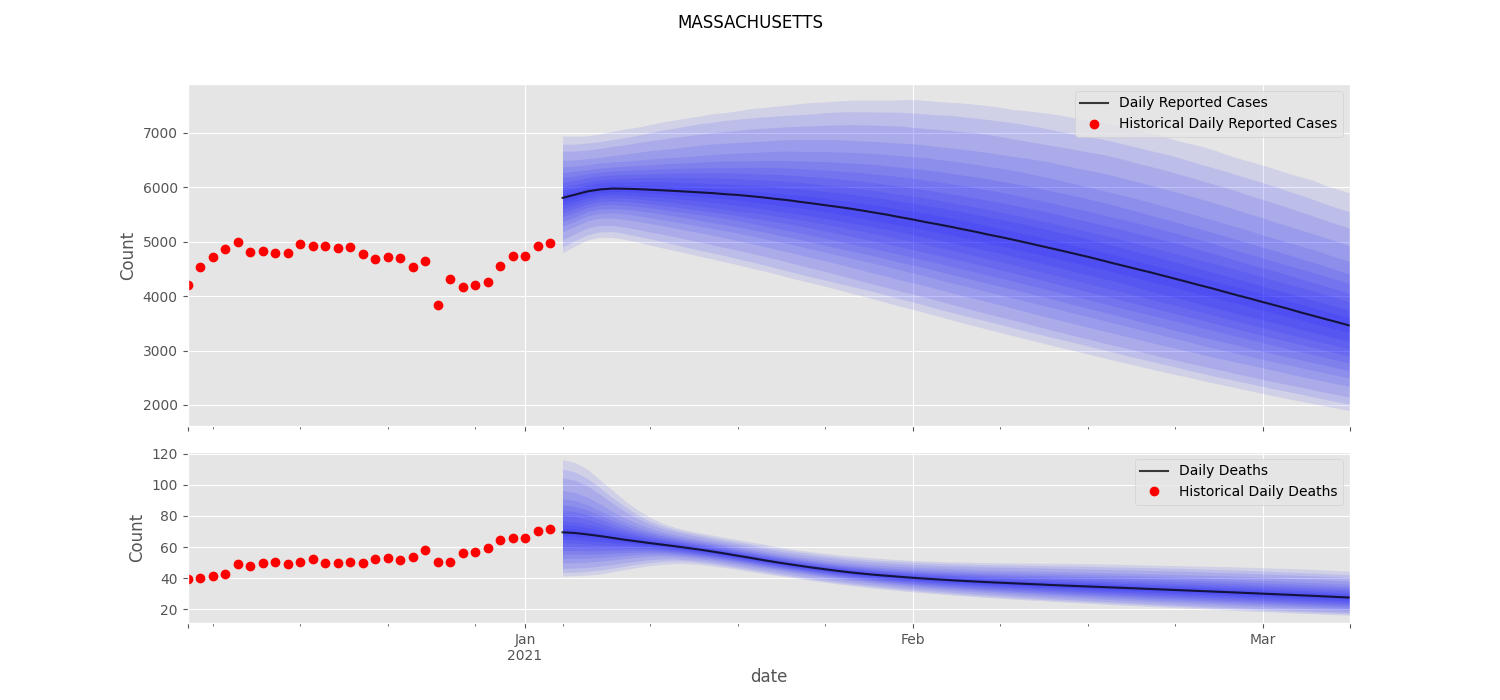 MASSACHUSETTS
Daily Reported Cases
Historical Daily Reported Cases
7000
6000
5000
4000
3000
2000
Count
Daily Deaths
Historical Daily Deaths
120
100
80
60
40
20
Count
Jan
2021
Feb
Mar
date